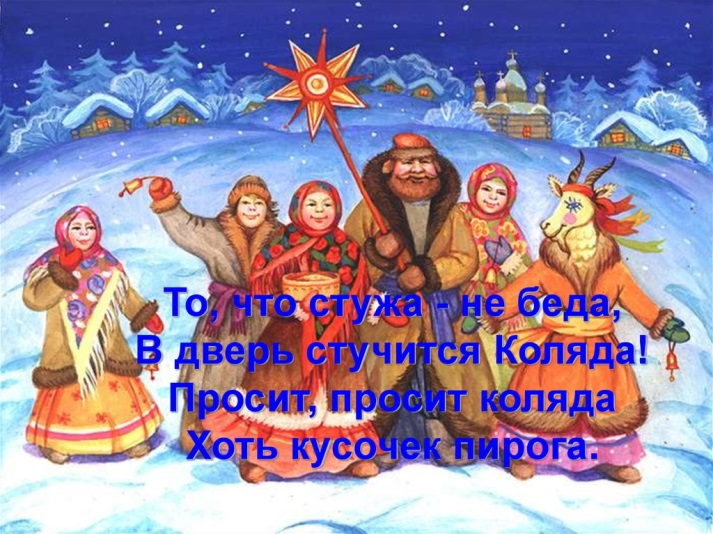 То, что стужа - не беда,
В дверь стучится Коляда!
Просит, просит коляда
Хоть кусочек пирога.